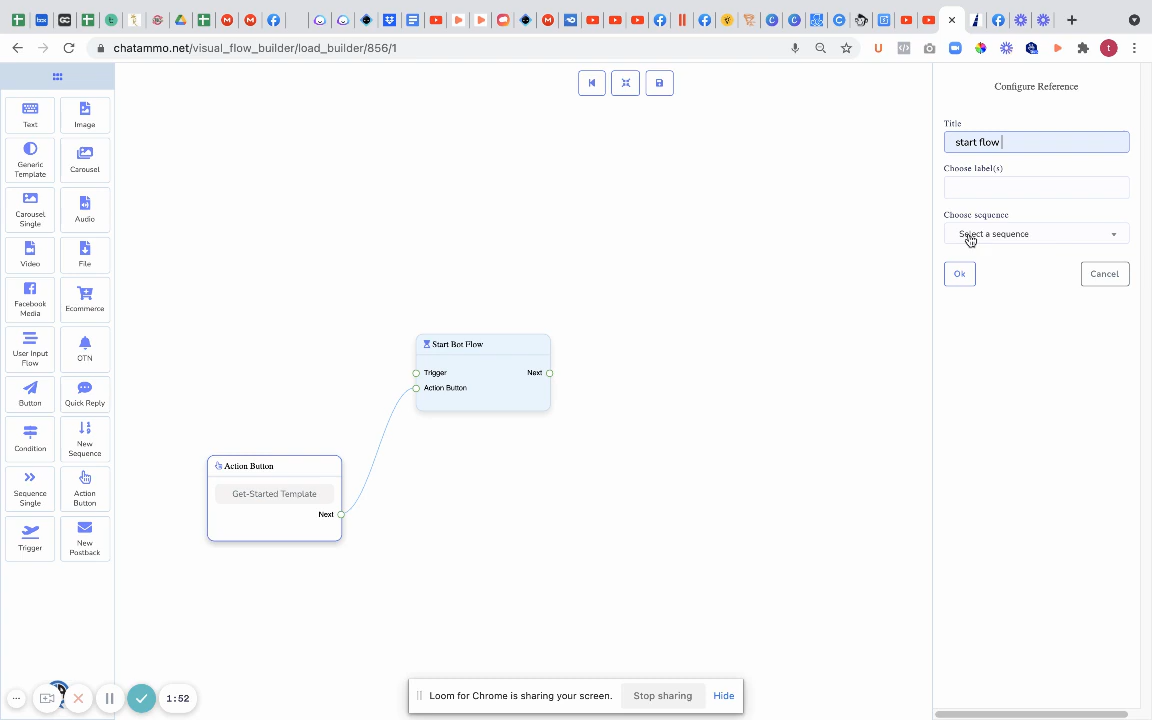 chatammo.net/visual_flow_builder/load_builder/856/1
Text
Image
Generic
Template
Carousel
Carousel
Single
Audio
Video
File
Facebook
Media
Ecommerce
User Input
Flow
OTN
Button
Quick Reply
Condition
New
Sequence
Sequence
Single
Action
Button
Trigger
New
Postback
Start Bot Flow
Trigger
Next
Action Button
Action Button
Get-Started Template
Next
Configure Reference
Title
start flow
Choose label(s)
Choose sequence
Select a sequence
Ok
Cancel
1:52
Loom for Chrome is sharing your screen.
Stop sharing
Hide